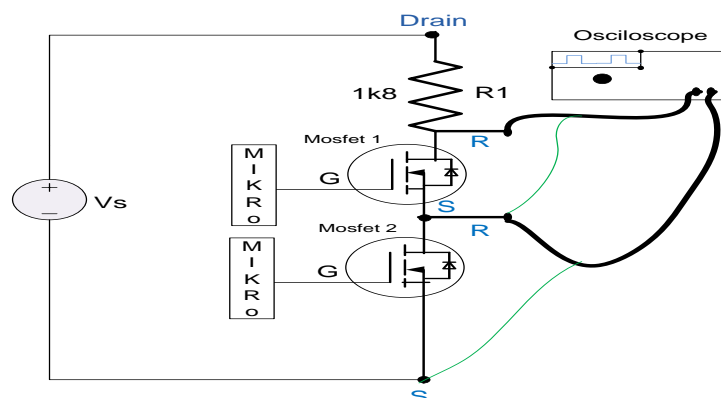 Drain
Osciloscope
1k8
R1
Mosfet 1
R
M
I
K
R
o
G
S
Vs
R
Mosfet 2
M
I
K
R
o
G
S